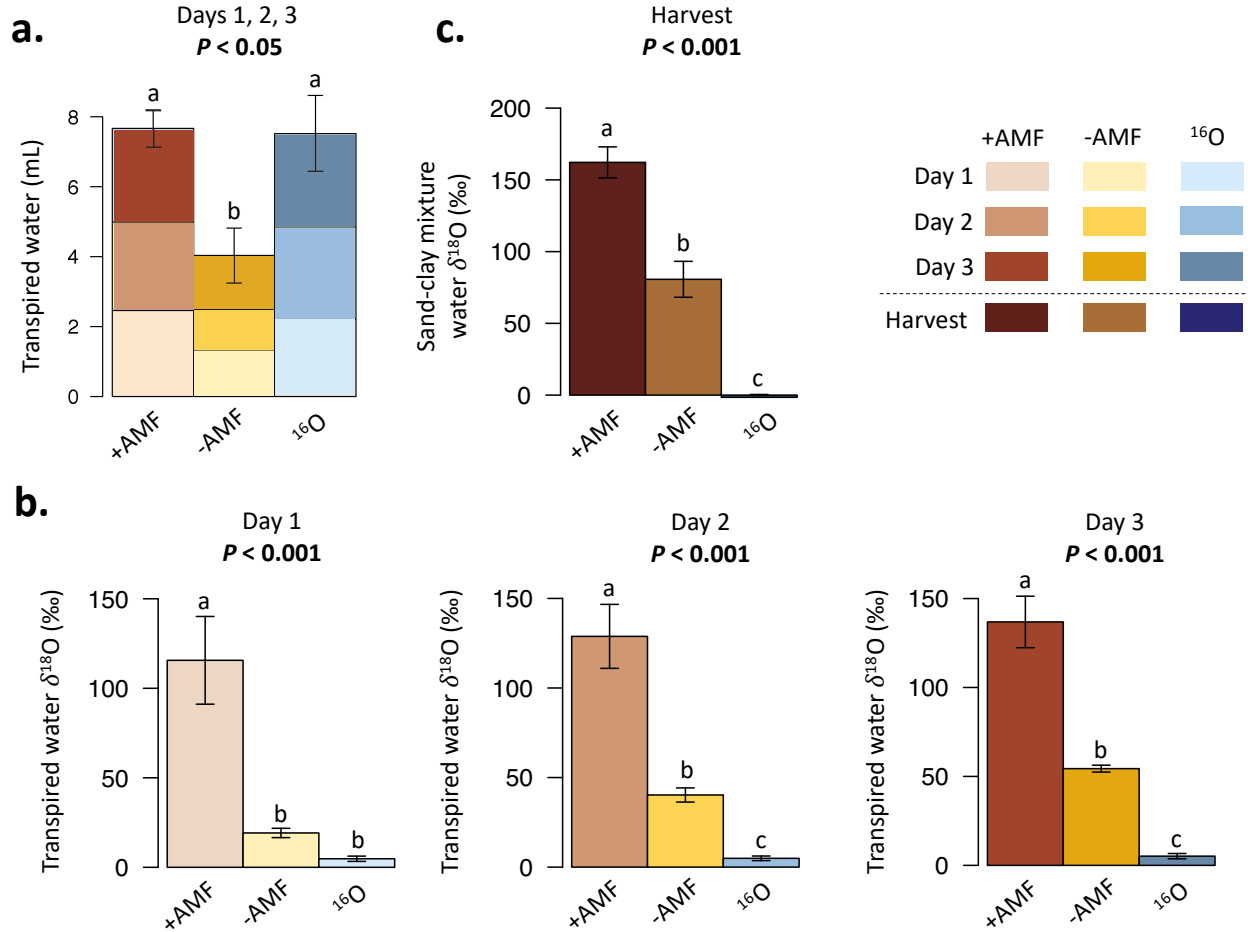 a.
Days 1, 2, 3
P < 0.05
Transpired water (mL)
8
6
4
2
0
a
b
a
+AMF
-AMF
¹⁶O
c.
Harvest
P < 0.001
Sand-clay mixture
water δ¹⁸O (‰)
200
150
100
50
0
a
b
c
+AMF
-AMF
¹⁶O
+AMF -AMF ¹⁶O
Day 1
Day 2
Day 3
Harvest
b.
Day 1
P < 0.001
Transpired water δ¹⁸O (‰)
150
100
50
0
a
b
b
+AMF
-AMF
¹⁶O
Day 2
P < 0.001
Transpired water δ¹⁸O (‰)
150
100
50
0
a
b
c
+AMF
-AMF
¹⁶O
Day 3
P < 0.001
Transpired water δ¹⁸O (‰)
150
100
50
0
a
b
c
+AMF
-AMF
¹⁶O